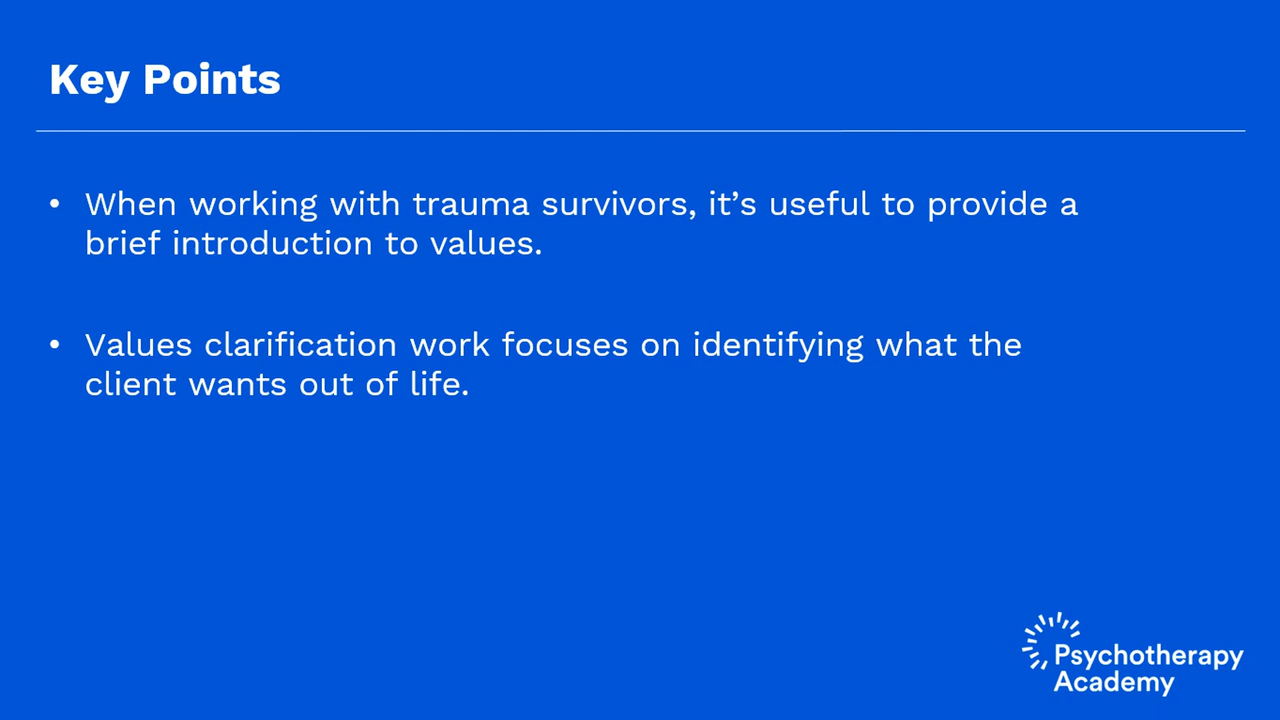 Key Points
• When working with trauma survivors, it’s useful to provide a
brief introduction to values.
• Values clarification work focuses on identifying what the
client wants out of life.
Psychotherapy
Academy